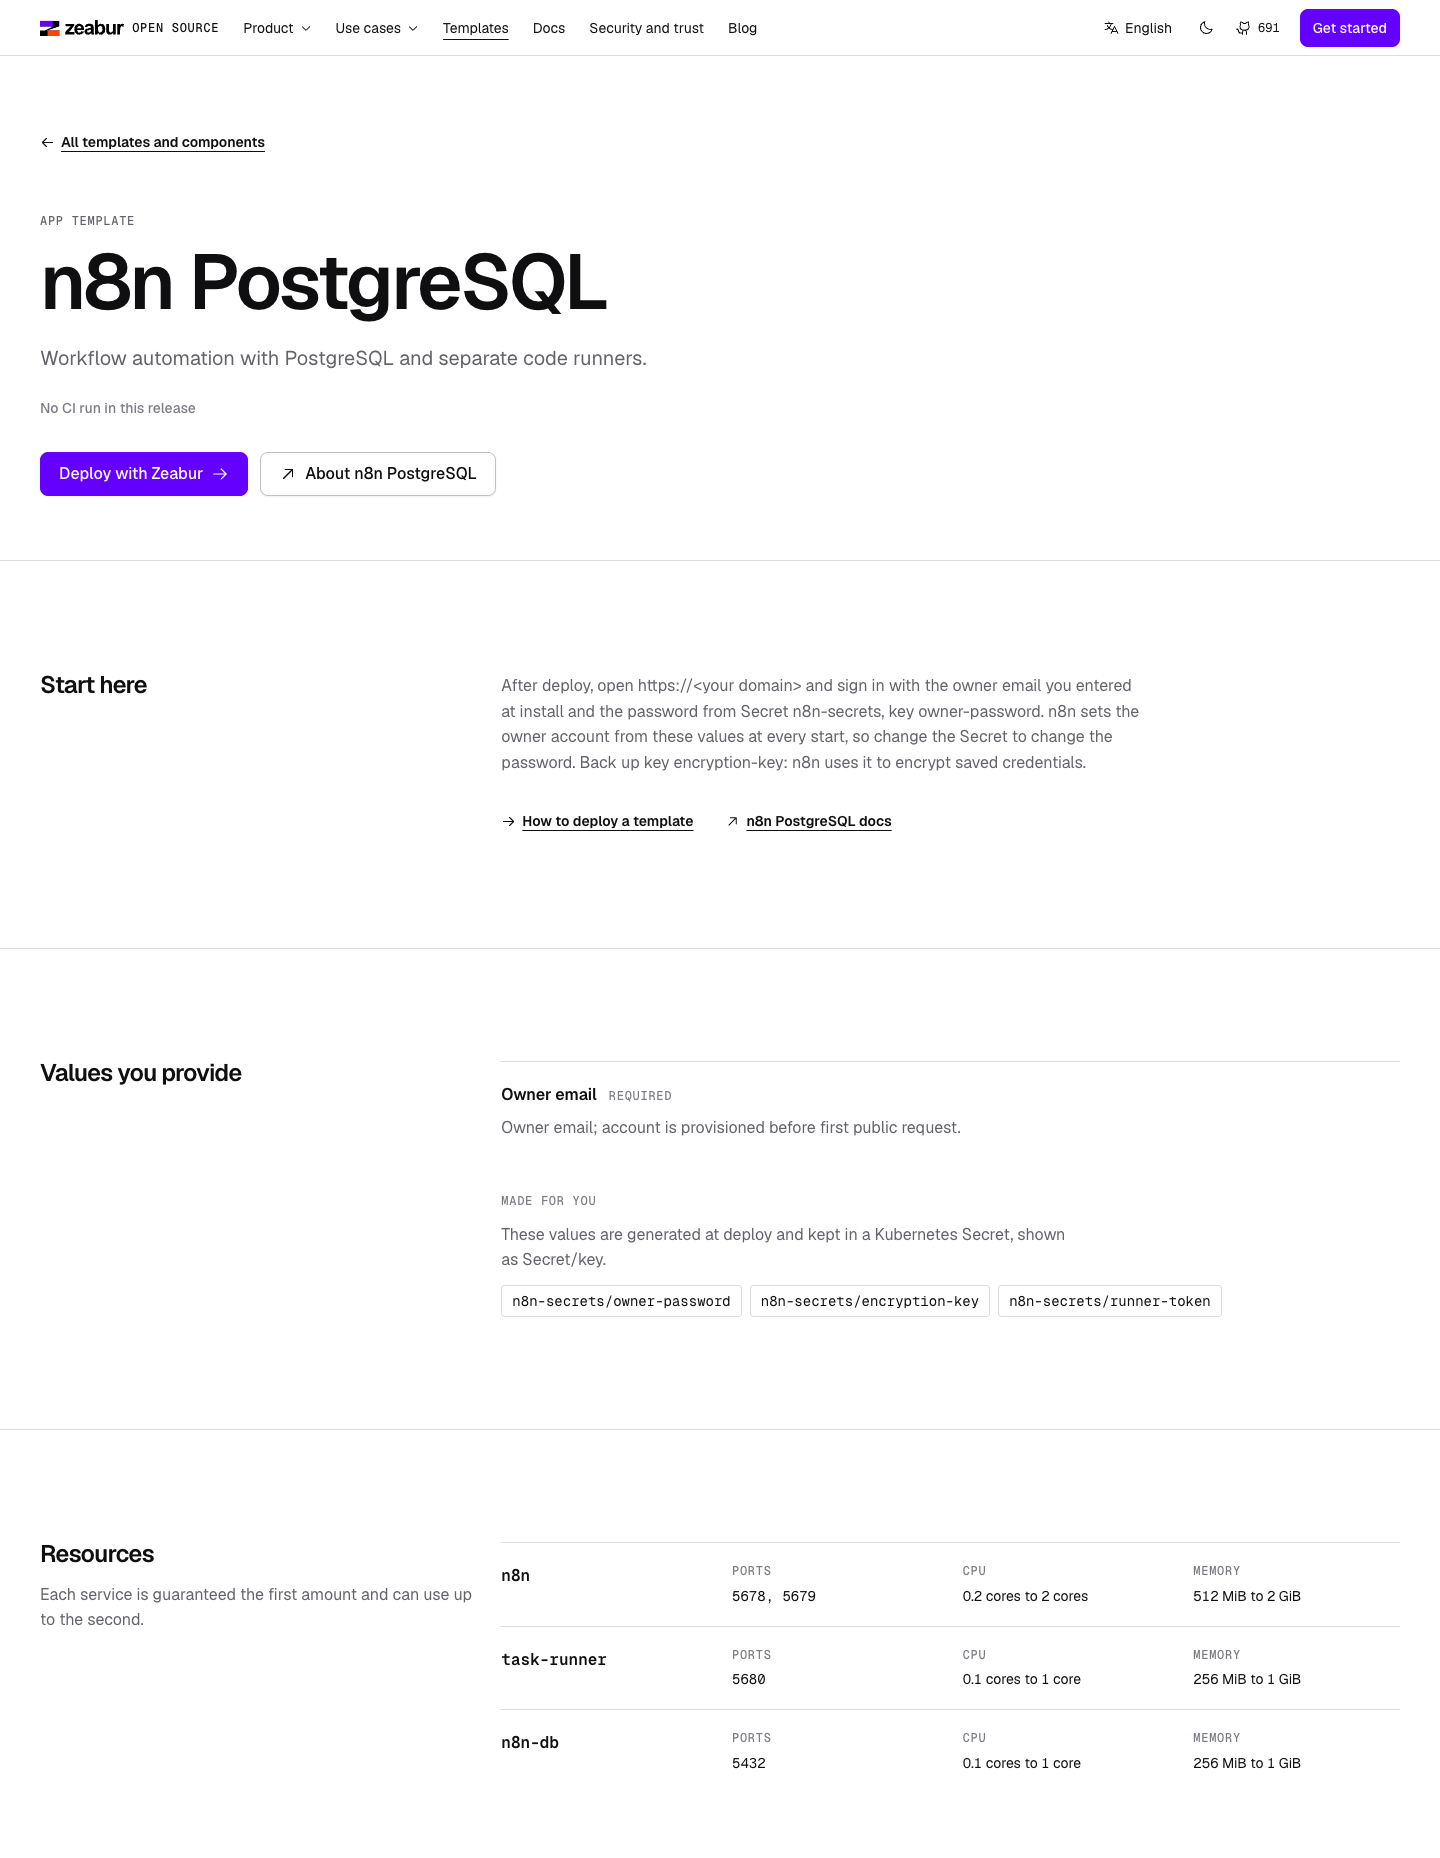 zeabur OPEN SOURCE Product Use cases Templates Docs Security and trust Blog English 691 Get started
All templates and components
APP TEMPLATE
n8n PostgreSQL
Workflow automation with PostgreSQL and separate code runners.
No CI run in this release
Deploy with Zeabur About n8n PostgreSQL
Start here
After deploy, open https://<your domain> and sign in with the owner email you entered
at install and the password from Secret n8n-secrets, key owner-password. n8n sets the
owner account from these values at every start, so change the Secret to change the
password. Back up key encryption-key: n8n uses it to encrypt saved credentials.
How to deploy a template n8n PostgreSQL docs
Values you provide
Owner email REQUIRED
Owner email; account is provisioned before first public request.
MADE FOR YOU
These values are generated at deploy and kept in a Kubernetes Secret, shown
as Secret/key.
n8n-secrets/owner-password n8n-secrets/encryption-key n8n-secrets/runner-token
Resources
Each service is guaranteed the first amount and can use up
to the second.
n8n PORTS CPU MEMORY
5678, 5679 0.2 cores to 2 cores 512 MiB to 2 GiB
task-runner PORTS CPU MEMORY
5680 0.1 cores to 1 core 256 MiB to 1 GiB
n8n-db PORTS CPU MEMORY
5432 0.1 cores to 1 core 256 MiB to 1 GiB